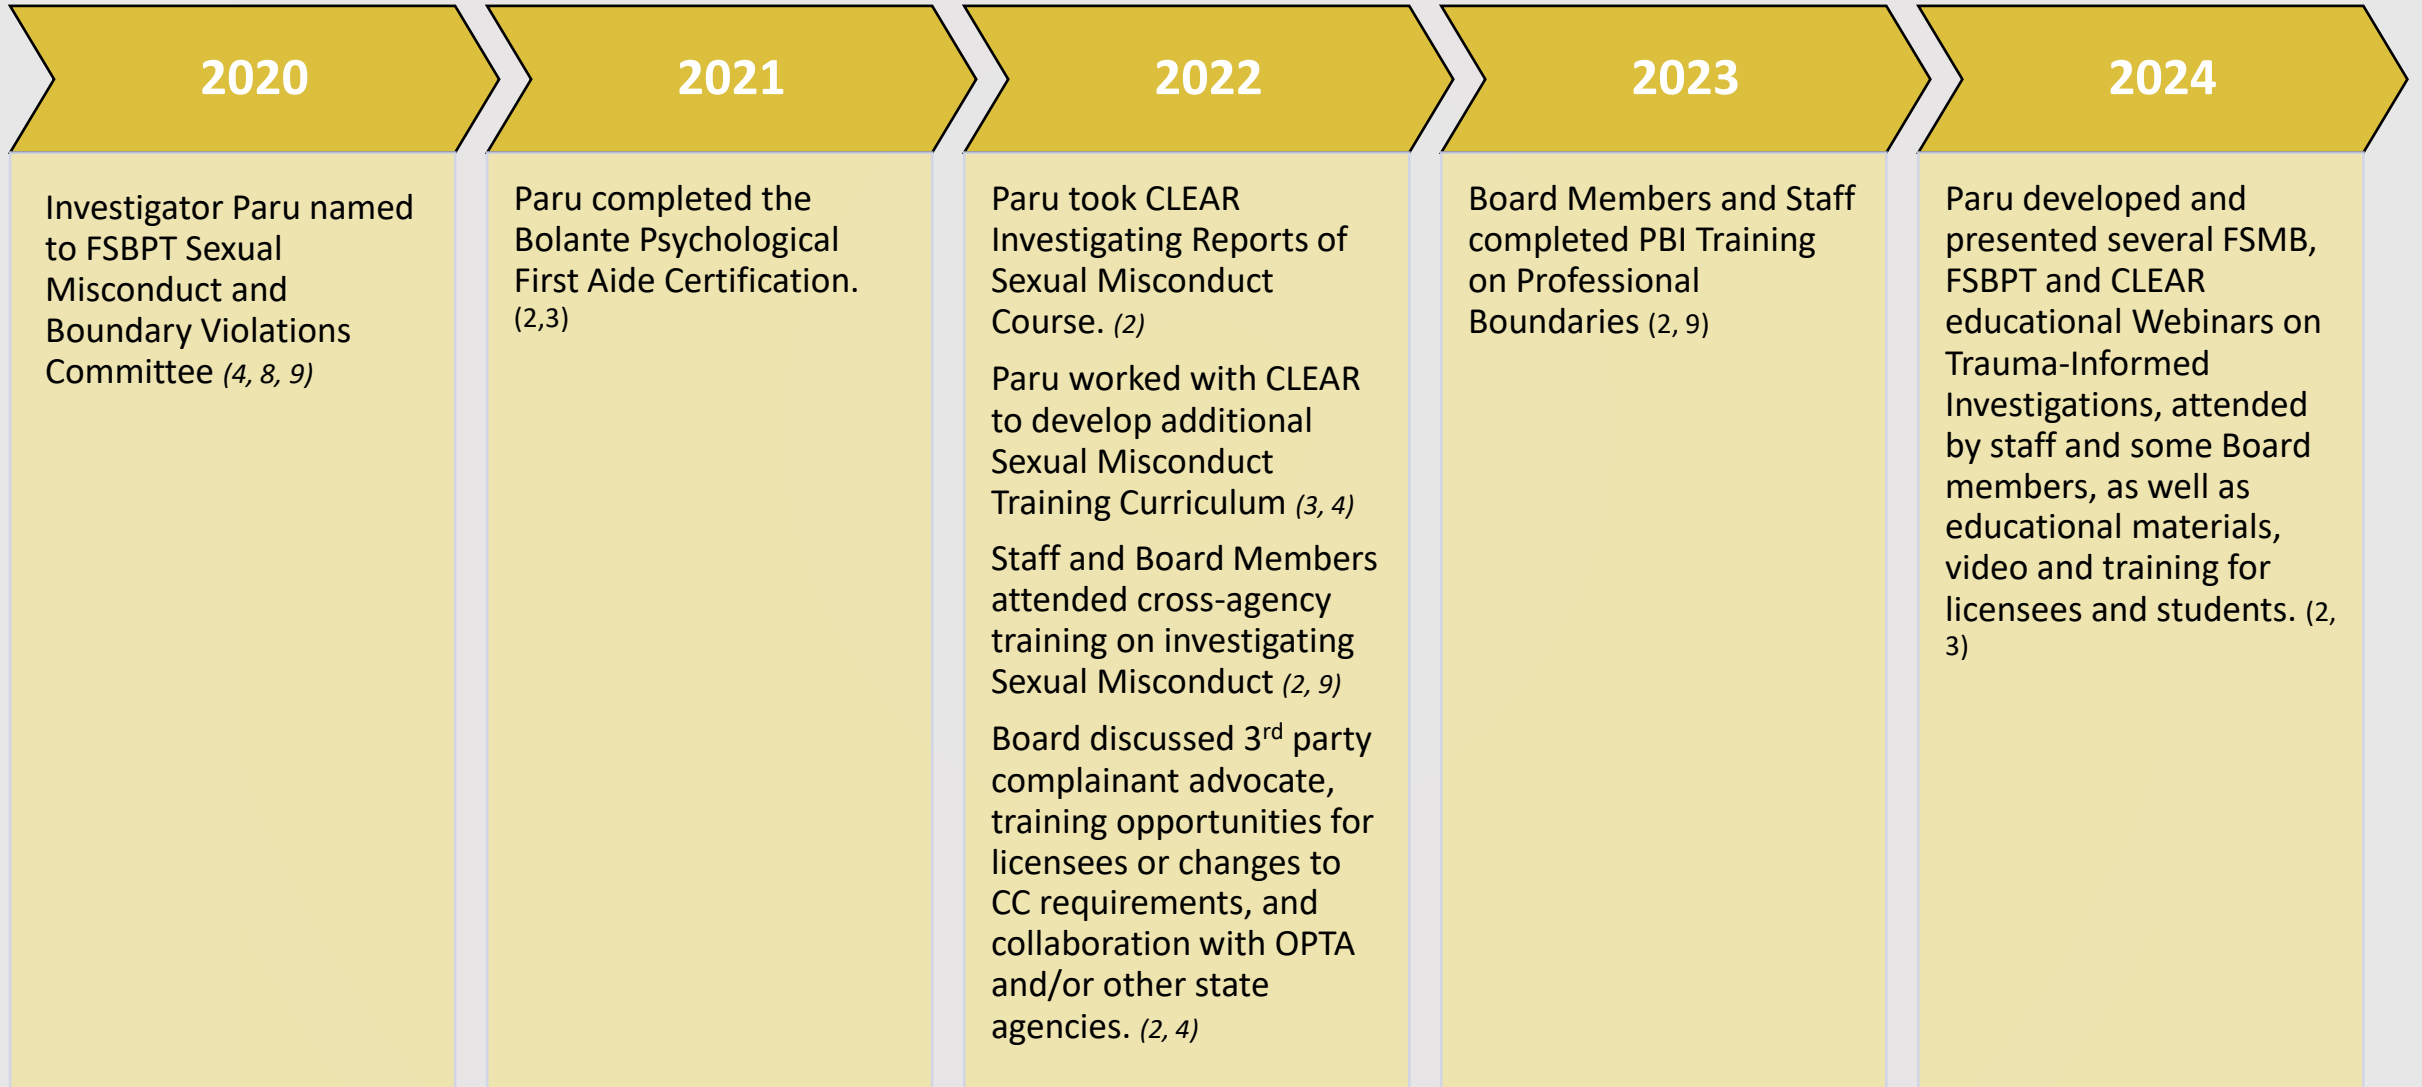 2020
Investigator Paru named
to FSBPT Sexual
Misconduct and
Boundary Violations
Committee (4, 8, 9)
2021
Paru completed the
Bolante Psychological
First Aide Certification.
(2,3)
2022
Paru took CLEAR
Investigating Reports of
Sexual Misconduct
Course. (2)
Paru worked with CLEAR
to develop additional
Sexual Misconduct
Training Curriculum (3, 4)
Staff and Board Members
attended cross-agency
training on investigating
Sexual Misconduct (2, 9)
Board discussed 3rd party
complainant advocate,
training opportunities for
licensees or changes to
CC requirements, and
collaboration with OPTA
and/or other state
agencies. (2, 4)
2023
Board Members and Staff
completed PBI Training
on Professional
Boundaries (2, 9)
2024
Paru developed and
presented several FSMB,
FSBPT and CLEAR
educational Webinars on
Trauma-Informed
Investigations, attended
by staff and some Board
members, as well as
educational materials,
video and training for
licensees and students. (2,
3)